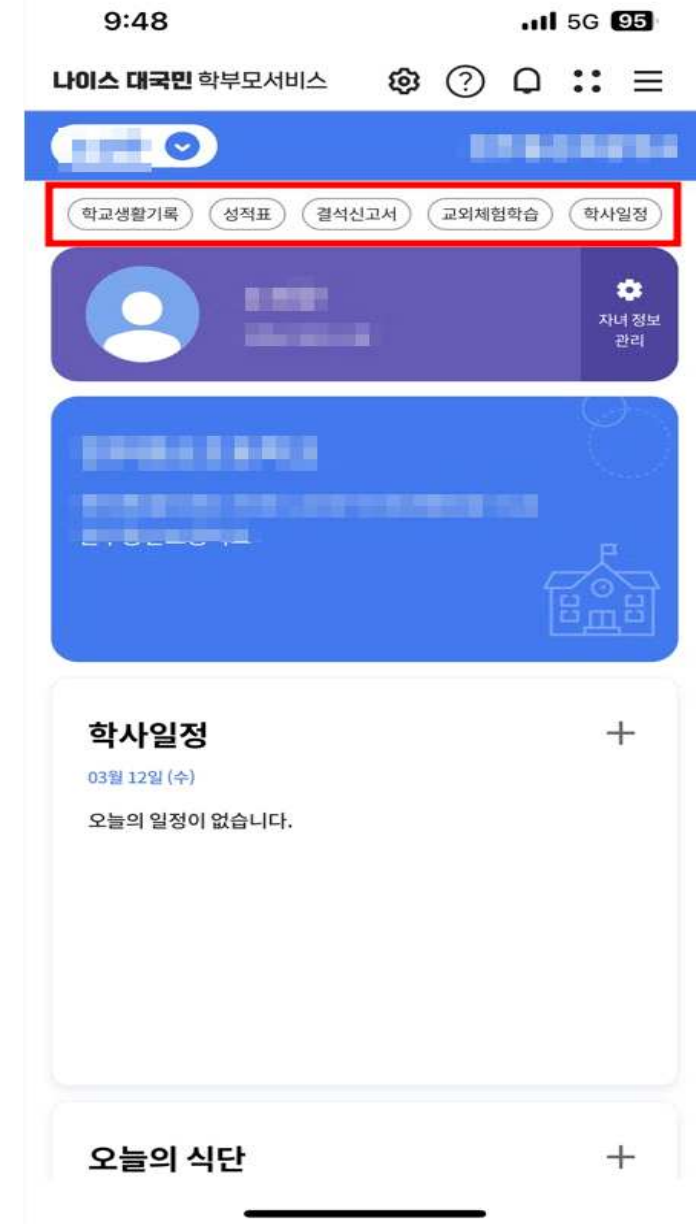 9:48 5G 95
나이스 대국민 학부모서비스
학교생활기록 성적표 결석신고서 교외체험학습 학사일정
자녀 정보
관리
학사일정
03월 12일 (수)
오늘의 일정이 없습니다.
오늘의 식단